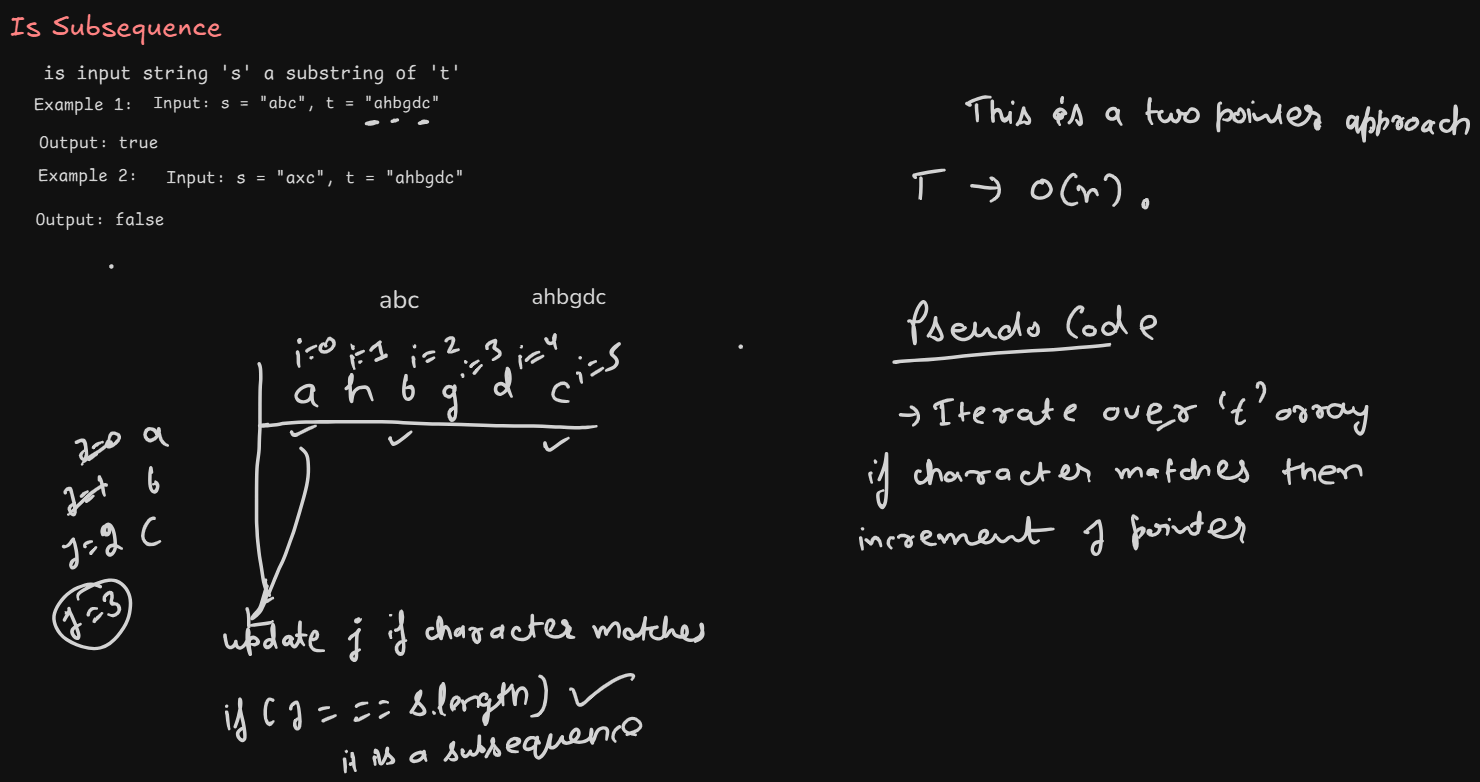 Is Subsequence
is input string 's' a substring of 't'
Example 1: Input: s = "abc", t = "ahbgdc"
Output: true
Example 2: Input: s = "axc", t = "ahbgdc"
Output: false
abc ahbgdc
i=0 i=1 i=2 i=3 i=4 i=5
a h b g d c
j=0 a
j=1 b
j=2 c
j=3
update j if character matches
if (j === s.length) ✓
it is a subsequence
This is a two pointer approach
T → O(n).
Pseudo Code
→ Iterate over 't' array
if character matches then
increment j pointer